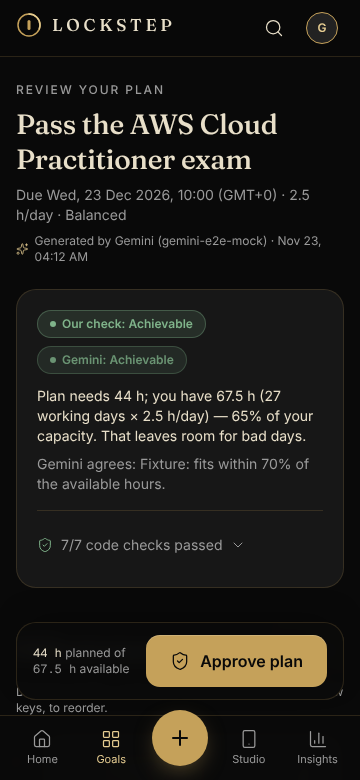 LOCKSTEP
G
REVIEW YOUR PLAN
Pass the AWS Cloud
Practitioner exam
Due Wed, 23 Dec 2026, 10:00 (GMT+0) · 2.5
h/day · Balanced
Generated by Gemini (gemini-e2e-mock) · Nov 23,
04:12 AM
Our check: Achievable
Gemini: Achievable
Plan needs 44 h; you have 67.5 h (27
working days × 2.5 h/day) — 65% of your
capacity. That leaves room for bad days.
Gemini agrees: Fixture: fits within 70% of
the available hours.
7/7 code checks passed
44 h planned of
67.5 h available
Approve plan
keys, to reorder.
Home
Goals
Studio
Insights